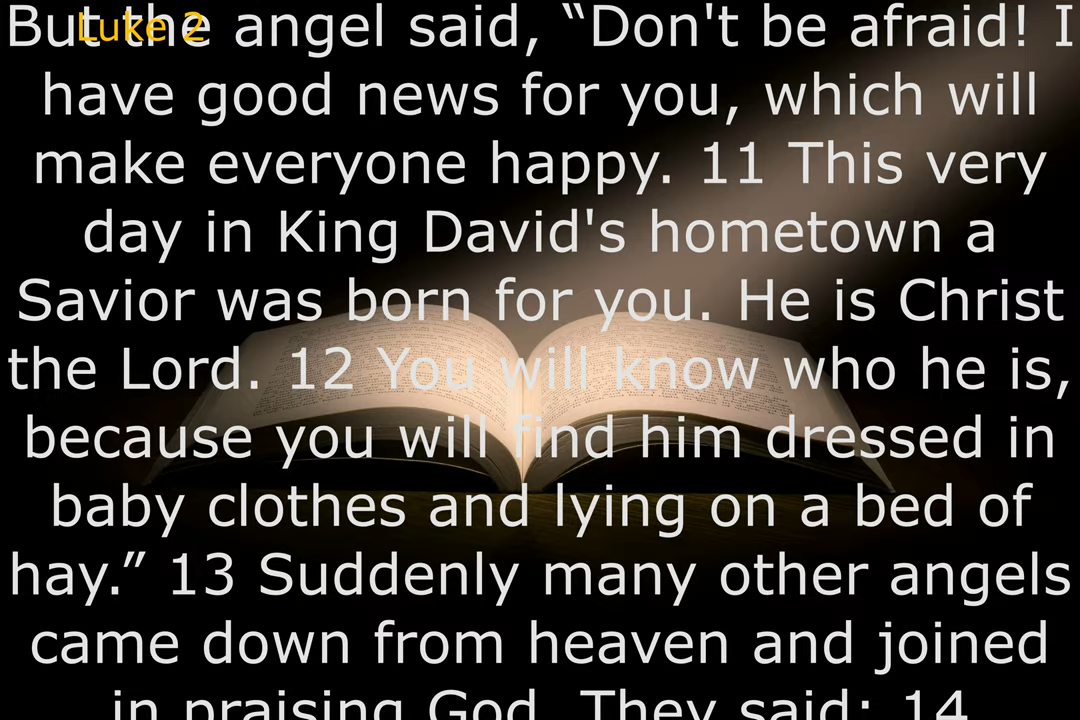 Luke 2
But the angel said, “Don't be afraid! I
have good news for you, which will
make everyone happy. 11 This very
day in King David's hometown a
Savior was born for you. He is Christ
the Lord. 12 You will know who he is,
because you will find him dressed in
baby clothes and lying on a bed of
hay.” 13 Suddenly many other angels
came down from heaven and joined
in praising God. They said: 14